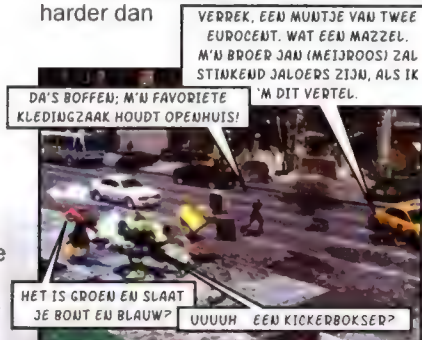 harder dan
VERREK, EEN MUNTJE VAN TWEE
EUROCENT. WAT EEN MAZZEL.
M'N BROER JAN (MEIJROOS) ZAL
STINKEND JALOERS ZIJN, ALS IK
'M DIT VERTEL.
DA'S BOFFEN; M'N FAVORIETE
KLEDINGZAAK HOUDT OPENHUIS!
e
HET IS GROEN EN SLAAT
JE BONT EN BLAUW?
UUUUH EEN KICKERBOKSER?